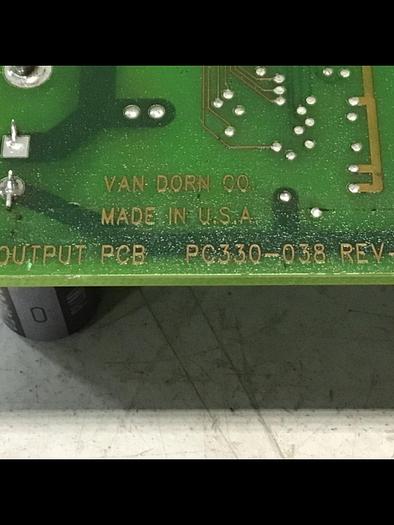 VAN DORN CO.
MADE IN U.S.A.
OUTPUT PCB PC330-038 REV-